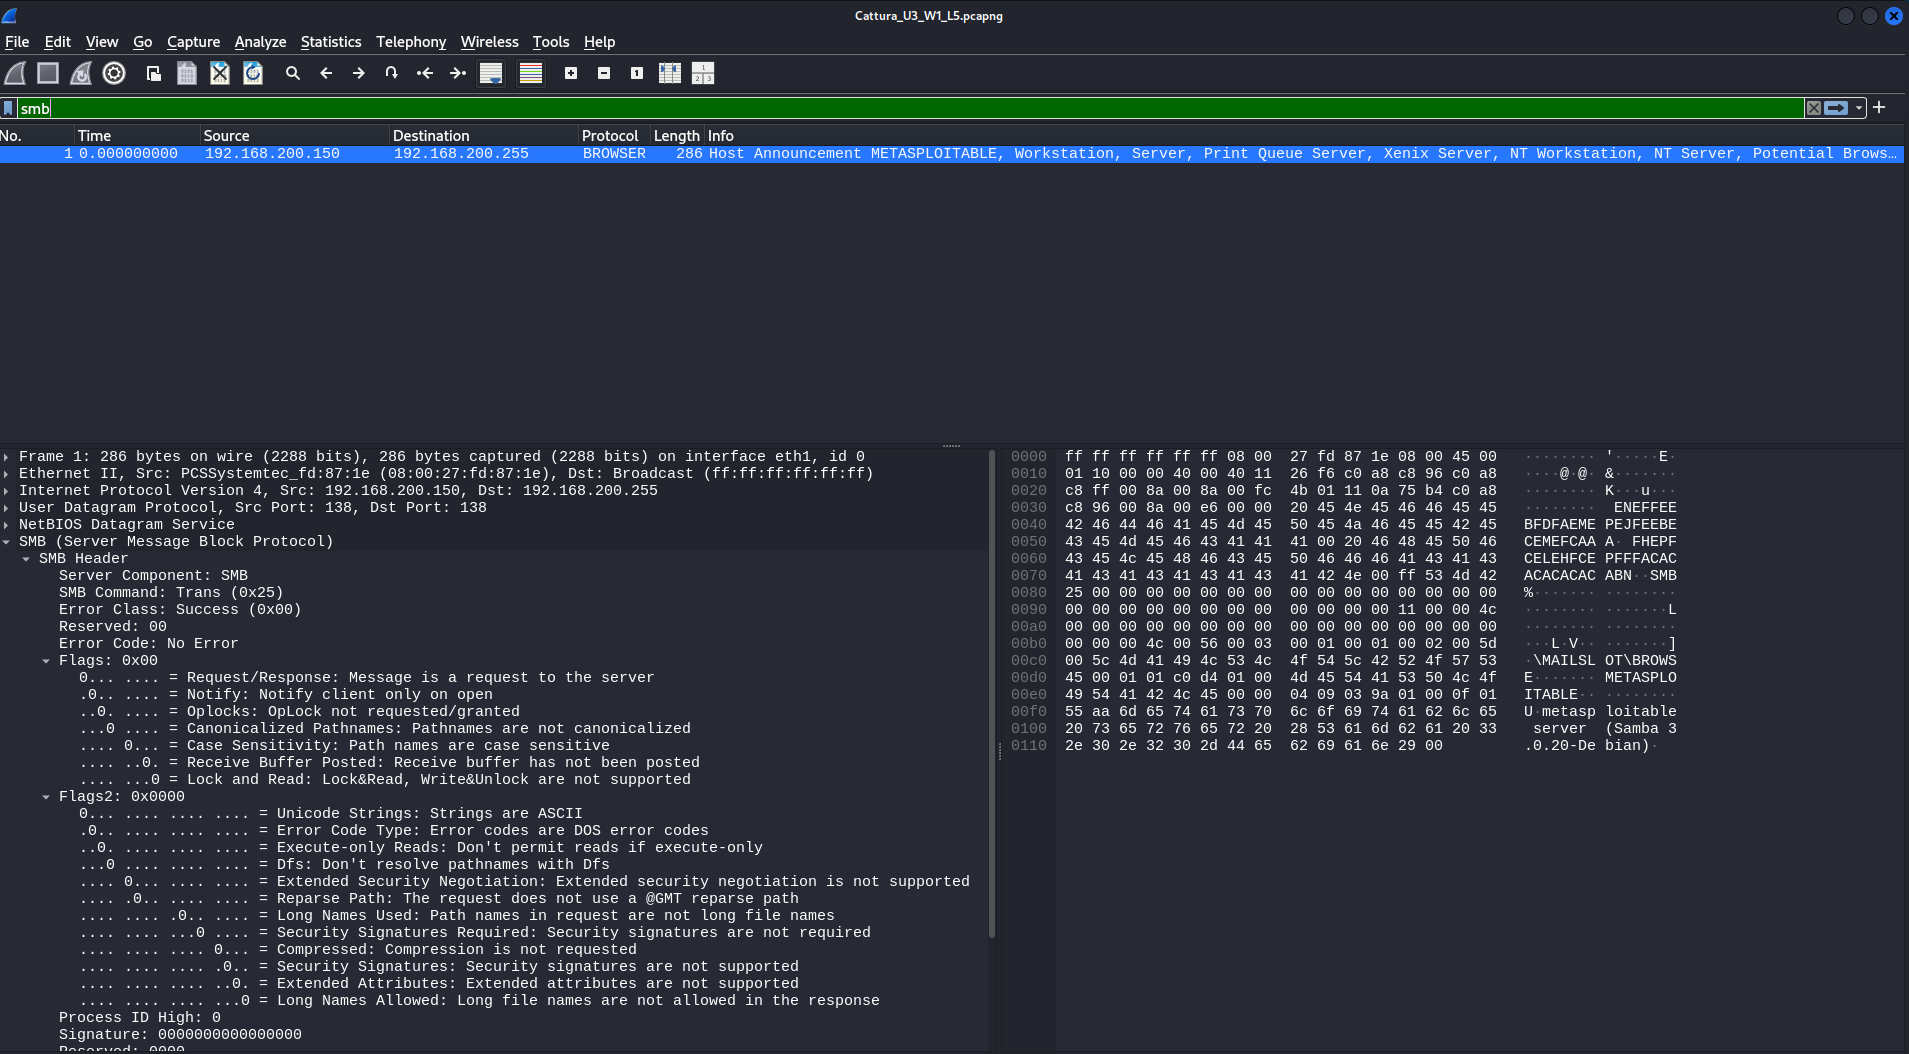 Cattura_U3_W1_L5.pcapng
File Edit View Go Capture Analyze Statistics Telephony Wireless Tools Help
smb
No. Time Source Destination Protocol Length Info
1 0.000000000 192.168.200.150 192.168.200.255 BROWSER 286 Host Announcement METASPLOITABLE, Workstation, Server, Print Queue Server, Xenix Server, NT Workstation, NT Server, Potential Brows…
Frame 1: 286 bytes on wire (2288 bits), 286 bytes captured (2288 bits) on interface eth1, id 0
Ethernet II, Src: PCSSystemtec_fd:87:1e (08:00:27:fd:87:1e), Dst: Broadcast (ff:ff:ff:ff:ff:ff)
Internet Protocol Version 4, Src: 192.168.200.150, Dst: 192.168.200.255
User Datagram Protocol, Src Port: 138, Dst Port: 138
NetBIOS Datagram Service
SMB (Server Message Block Protocol)
SMB Header
Server Component: SMB
SMB Command: Trans (0x25)
Error Class: Success (0x00)
Reserved: 00
Error Code: No Error
Flags: 0x00
0... .... = Request/Response: Message is a request to the server
.0.. .... = Notify: Notify client only on open
..0. .... = Oplocks: OpLock not requested/granted
...0 .... = Canonicalized Pathnames: Pathnames are not canonicalized
.... 0... = Case Sensitivity: Path names are case sensitive
.... ..0. = Receive Buffer Posted: Receive buffer has not been posted
.... ...0 = Lock and Read: Lock&Read, Write&Unlock are not supported
Flags2: 0x0000
0... .... .... .... = Unicode Strings: Strings are ASCII
.0.. .... .... .... = Error Code Type: Error codes are DOS error codes
..0. .... .... .... = Execute-only Reads: Don't permit reads if execute-only
...0 .... .... .... = Dfs: Don't resolve pathnames with Dfs
.... 0... .... .... = Extended Security Negotiation: Extended security negotiation is not supported
.... .0.. .... .... = Reparse Path: The request does not use a @GMT reparse path
.... .... .0.. .... = Long Names Used: Path names in request are not long file names
.... .... ...0 .... = Security Signatures Required: Security signatures are not required
.... .... .... 0... = Compressed: Compression is not requested
.... .... .... .0.. = Security Signatures: Security signatures are not supported
.... .... .... ..0. = Extended Attributes: Extended attributes are not supported
.... .... .... ...0 = Long Names Allowed: Long file names are not allowed in the response
Process ID High: 0
Signature: 0000000000000000
Reserved: 0000
0000 ff ff ff ff ff ff 08 00 27 fd 87 1e 08 00 45 00 ········ '·····E·
0010 01 10 00 00 40 00 40 11 26 f6 c0 a8 c8 96 c0 a8 ····@·@· &·······
0020 c8 ff 00 8a 00 8a 00 fc 4b 01 11 0a 75 b4 c0 a8 ········ K···u···
0030 c8 96 00 8a 00 e6 00 00 20 45 4e 45 46 46 45 45 ········ ENEFFEE
0040 42 46 44 46 41 45 4d 45 50 45 4a 46 45 45 42 45 BFDFAEME PEJFEEBE
0050 43 45 4d 45 46 43 41 41 41 00 20 46 48 45 50 46 CEMEFCAA A· FHEPF
0060 43 45 4c 45 48 46 43 45 50 46 46 46 41 43 41 43 CELEHFCE PFFFACAC
0070 41 43 41 43 41 43 41 43 41 42 4e 00 ff 53 4d 42 ACACACAC ABN··SMB
0080 25 00 00 00 00 00 00 00 00 00 00 00 00 00 00 00 %······· ········
0090 00 00 00 00 00 00 00 00 00 00 00 00 11 00 00 4c ········ ·······L
00a0 00 00 00 00 00 00 00 00 00 00 00 00 00 00 00 00 ········ ········
00b0 00 00 00 4c 00 56 00 03 00 01 00 01 00 02 00 5d ···L·V·· ·······]
00c0 00 5c 4d 41 49 4c 53 4c 4f 54 5c 42 52 4f 57 53 ·\MAILSL OT\BROWS
00d0 45 00 01 01 c0 d4 01 00 4d 45 54 41 53 50 4c 4f E······· METASPLO
00e0 49 54 41 42 4c 45 00 00 04 09 03 9a 01 00 0f 01 ITABLE·· ········
00f0 55 aa 6d 65 74 61 73 70 6c 6f 69 74 61 62 6c 65 U·metasp loitable
0100 20 73 65 72 76 65 72 20 28 53 61 6d 62 61 20 33 server (Samba 3
0110 2e 30 2e 32 30 2d 44 65 62 69 61 6e 29 00 .0.20-De bian)·